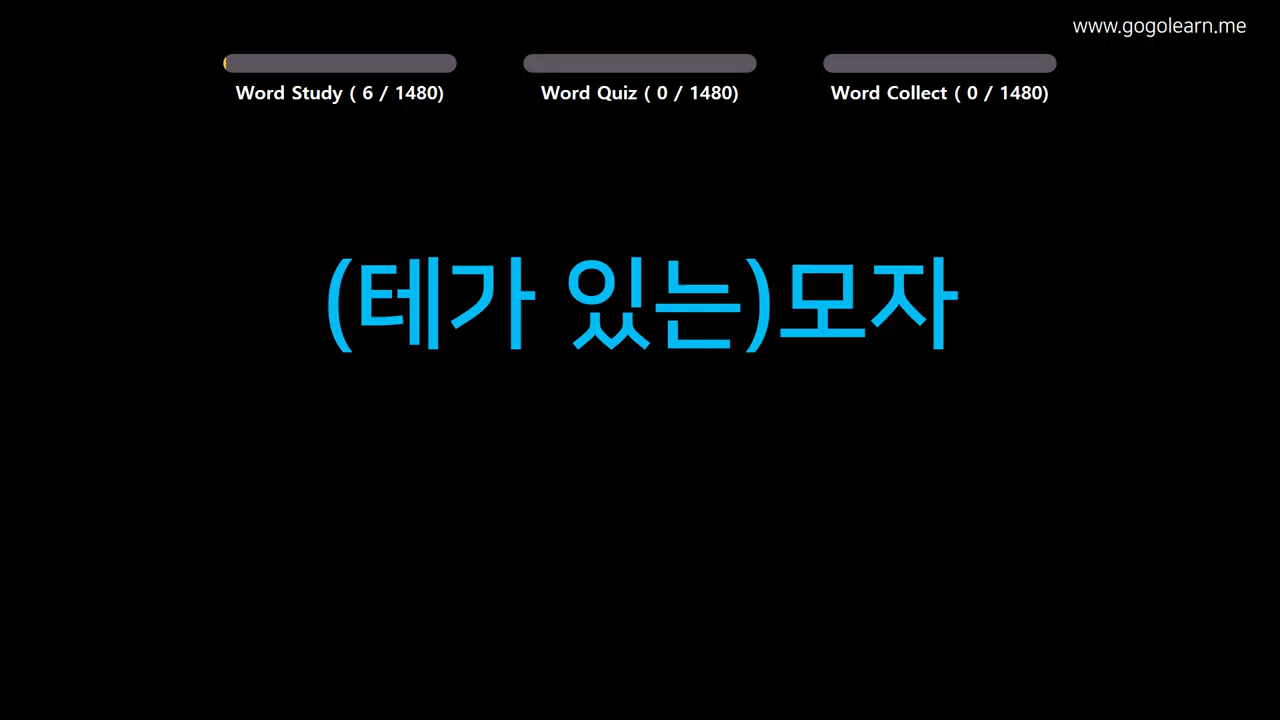 www.gogolearn.me
Word Study ( 6 / 1480)
Word Quiz ( 0 / 1480)
Word Collect ( 0 / 1480)
(테가 있는)모자